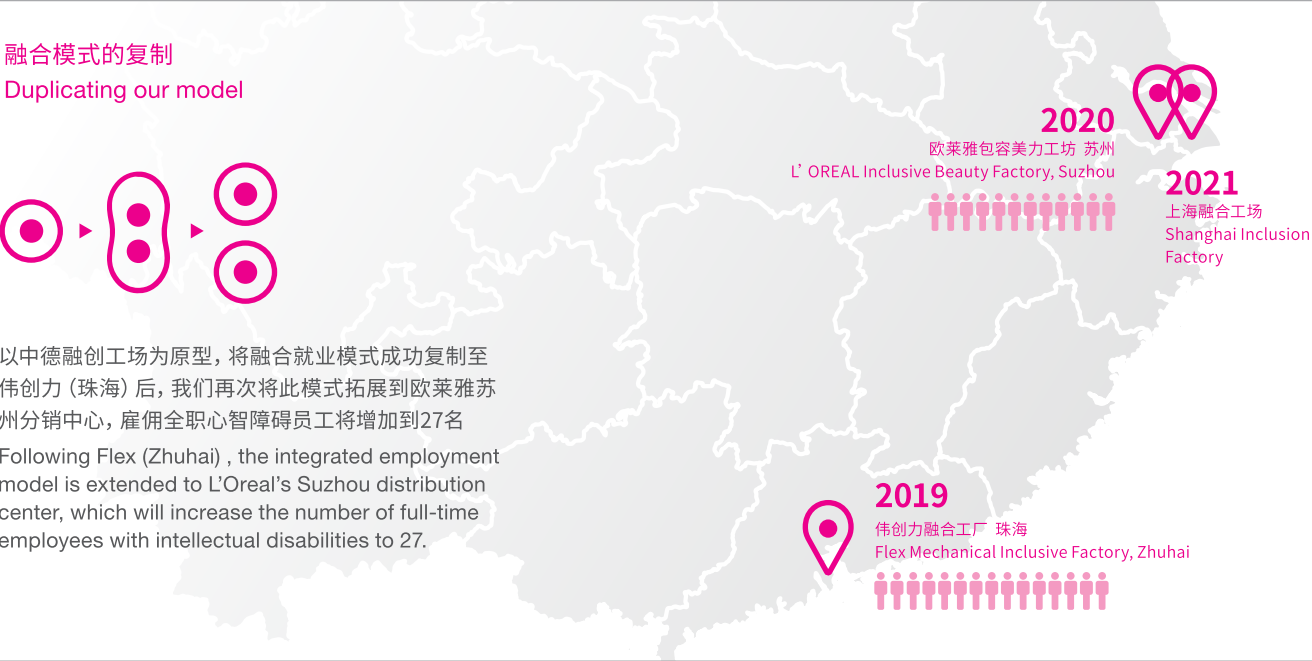 融合模式的复制
Duplicating our model
2020
欧莱雅包容美力工坊 苏州
L’OREAL Inclusive Beauty Factory, Suzhou
2021
上海融合工场
Shanghai Inclusion
Factory
以中德融创工场为原型，将融合就业模式成功复制至
伟创力（珠海）后，我们再次将此模式拓展到欧莱雅苏
州分销中心，雇佣全职心智障碍员工将增加到27名
Following Flex (Zhuhai) , the integrated employment
model is extended to L’Oreal’s Suzhou distribution
center, which will increase the number of full-time
employees with intellectual disabilities to 27.
2019
伟创力融合工厂 珠海
Flex Mechanical Inclusive Factory, Zhuhai